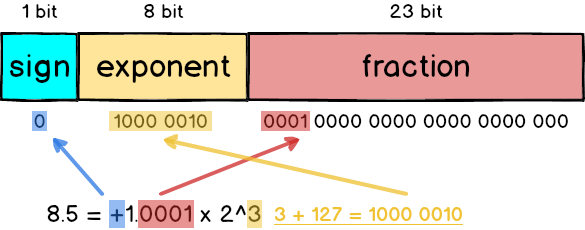 1 bit 8 bit 23 bit
sign exponent fraction
0 1000 0010 0001 0000 0000 0000 0000 000
8.5 = +1.0001 x 2^3 3 + 127 = 1000 0010